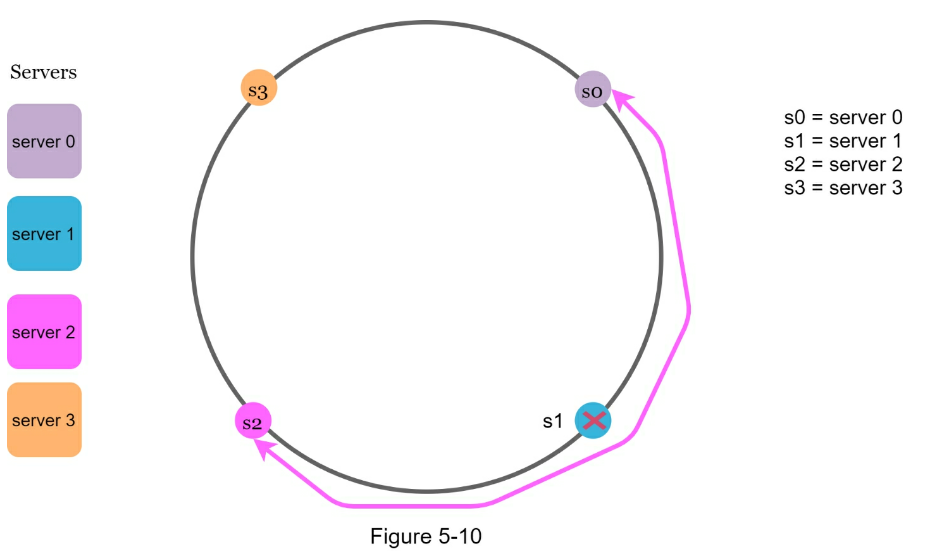 Servers
server 0
server 1
server 2
server 3
s3
s0
s2
s1
s0 = server 0
s1 = server 1
s2 = server 2
s3 = server 3
Figure 5-10